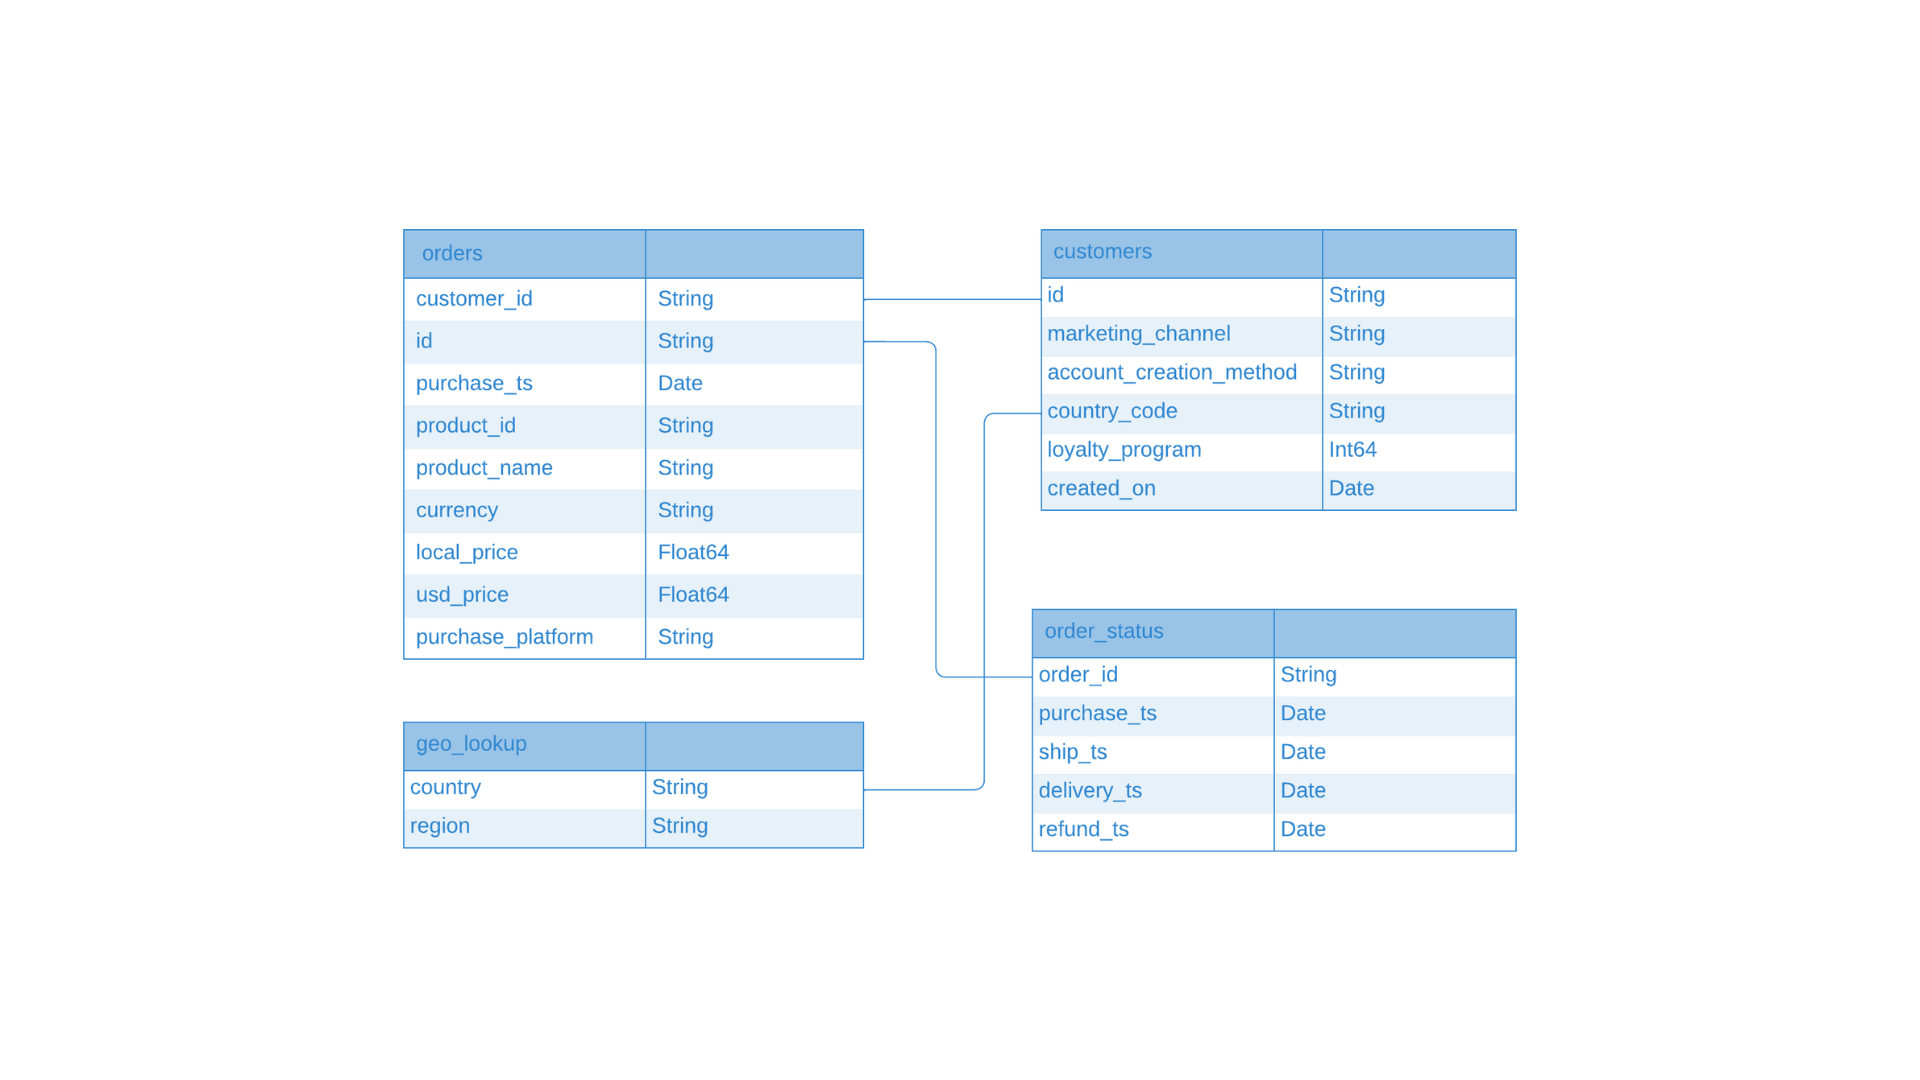 orders
customer_id String
id String
purchase_ts Date
product_id String
product_name String
currency String
local_price Float64
usd_price Float64
purchase_platform String
customers
id String
marketing_channel String
account_creation_method String
country_code String
loyalty_program Int64
created_on Date
geo_lookup
country String
region String
order_status
order_id String
purchase_ts Date
ship_ts Date
delivery_ts Date
refund_ts Date